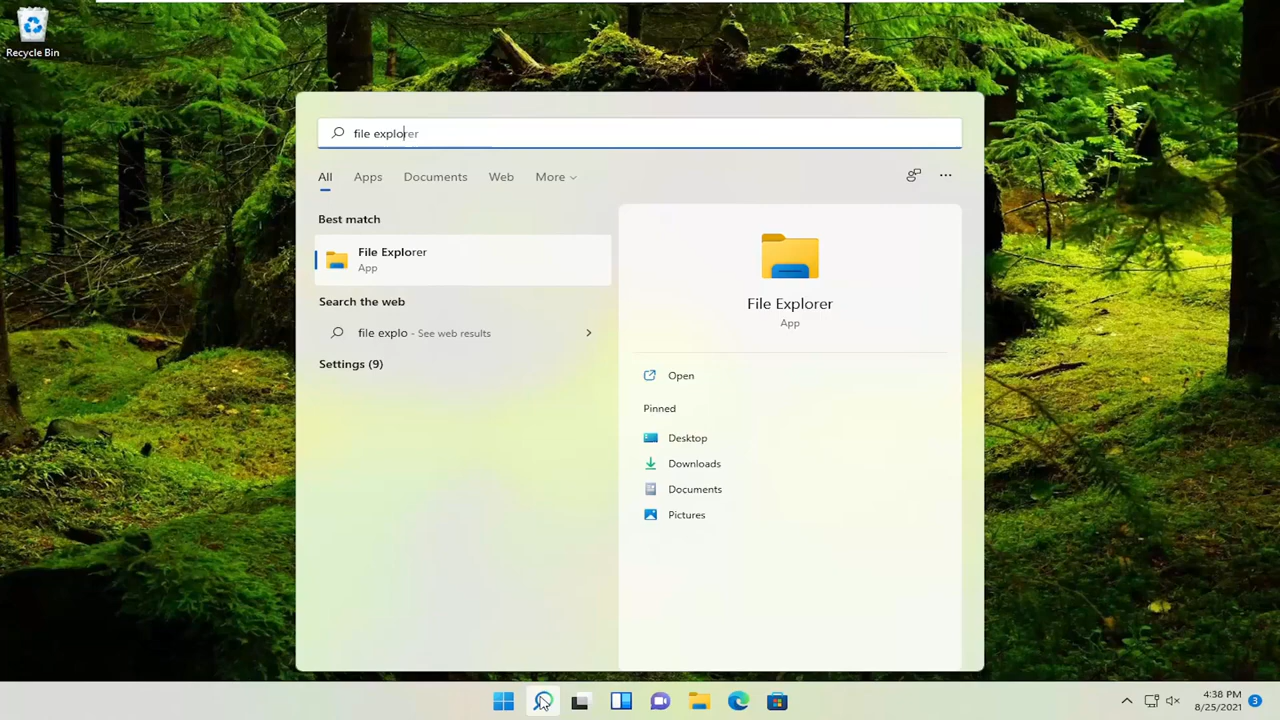 Recycle Bin
file explorer
All Apps Documents Web More
Best match
File Explorer
App
Search the web
file explo - See web results
Settings (9)
File Explorer
App
Open
Pinned
Desktop
Downloads
Documents
Pictures
4:38 PM
8/25/2021
3